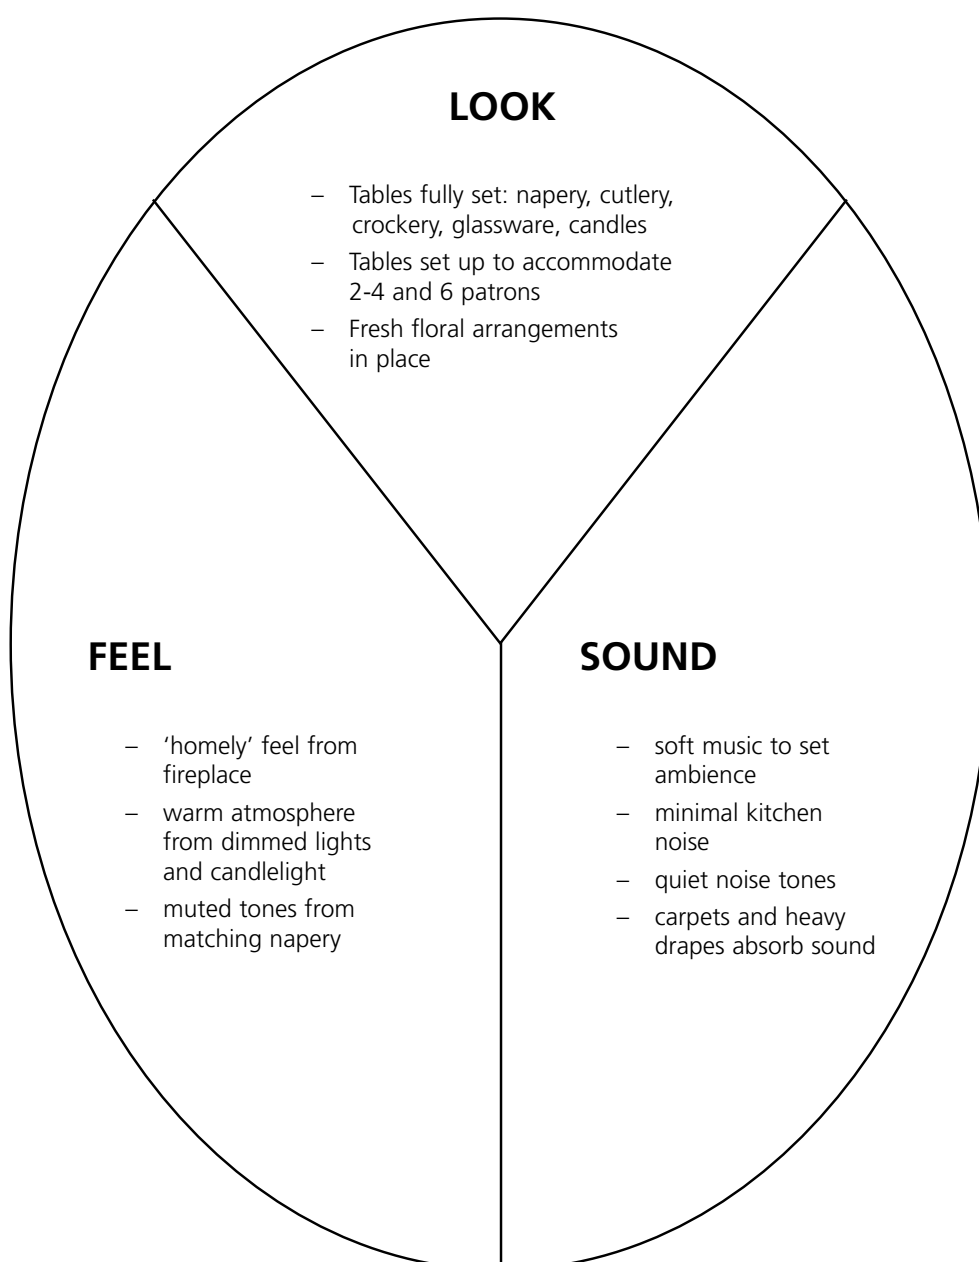 LOOK
– Tables fully set: napery, cutlery,
crockery, glassware, candles
– Tables set up to accommodate
2-4 and 6 patrons
– Fresh floral arrangements
in place
FEEL
– ‘homely’ feel from
fireplace
– warm atmosphere
from dimmed lights
and candlelight
– muted tones from
matching napery
SOUND
– soft music to set
ambience
– minimal kitchen
noise
– quiet noise tones
– carpets and heavy
drapes absorb sound